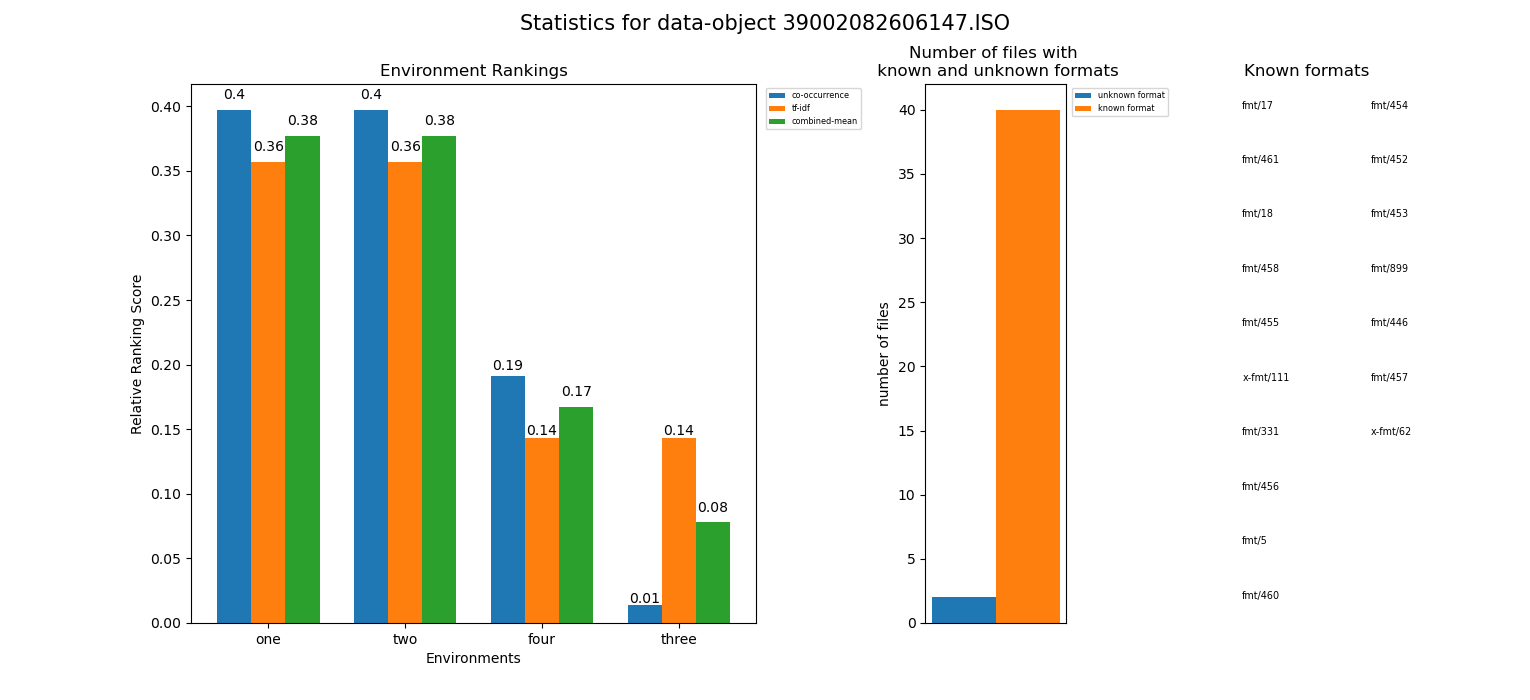 Statistics for data-object 39002082606147.ISO
Environment Rankings
Relative Ranking Score
0.40
0.35
0.30
0.25
0.20
0.15
0.10
0.05
0.00
0.4
0.36
0.38
0.4
0.36
0.38
0.19
0.14
0.17
0.01
0.14
0.08
one
two
four
three
Environments
co-occurrence
tf-idf
combined-mean
Number of files with
known and unknown formats
number of files
40
35
30
25
20
15
10
5
0
unknown format
known format
Known formats
fmt/17
fmt/461
fmt/18
fmt/458
fmt/455
x-fmt/111
fmt/331
fmt/456
fmt/5
fmt/460
fmt/454
fmt/452
fmt/453
fmt/899
fmt/446
fmt/457
x-fmt/62